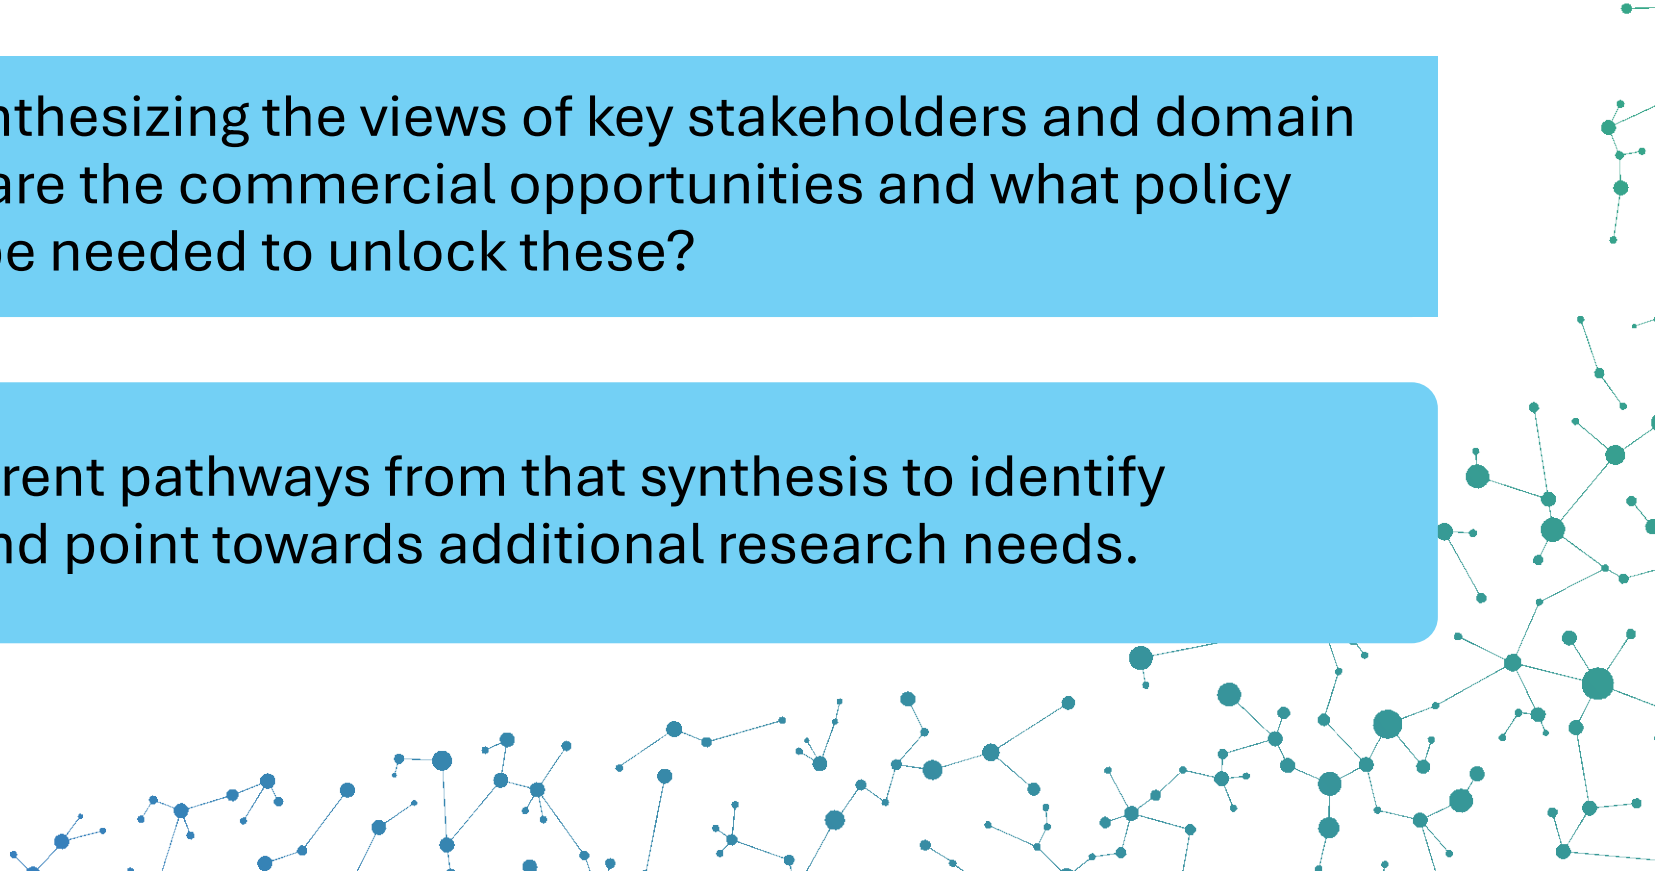 nthesizing the views of key stakeholders and domain
are the commercial opportunities and what policy
be needed to unlock these?
rent pathways from that synthesis to identify
nd point towards additional research needs.